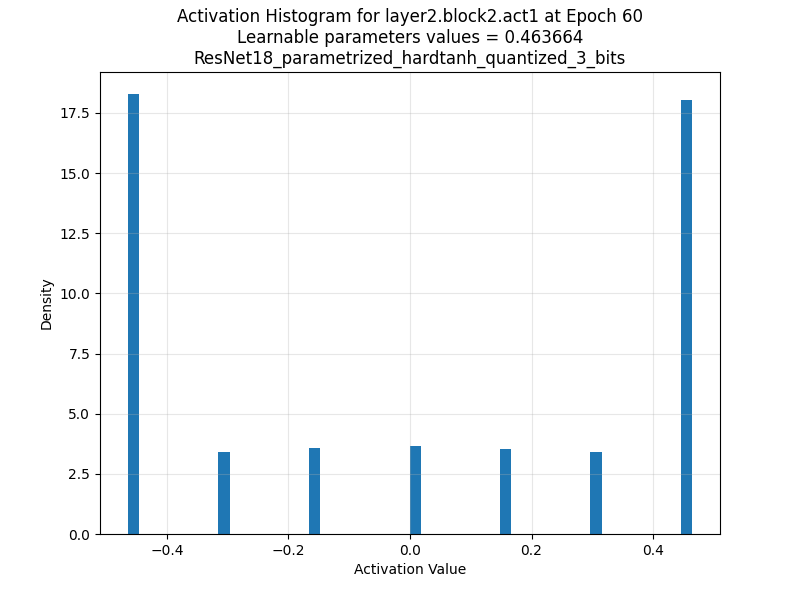 Activation Histogram for layer2.block2.act1 at Epoch 60
Learnable parameters values = 0.463664
ResNet18_parametrized_hardtanh_quantized_3_bits
Density
17.5
15.0
12.5
10.0
7.5
5.0
2.5
0.0
−0.4 −0.2 0.0 0.2 0.4
Activation Value